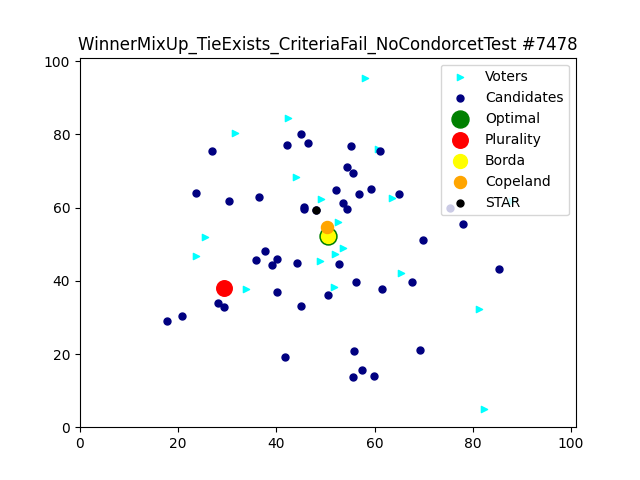 WinnerMixUp_TieExists_CriteriaFail_NoCondorcetTest #7478
100
80
60
40
20
0
0
20
40
60
80
100
Voters
Candidates
Optimal
Plurality
Borda
Copeland
STAR